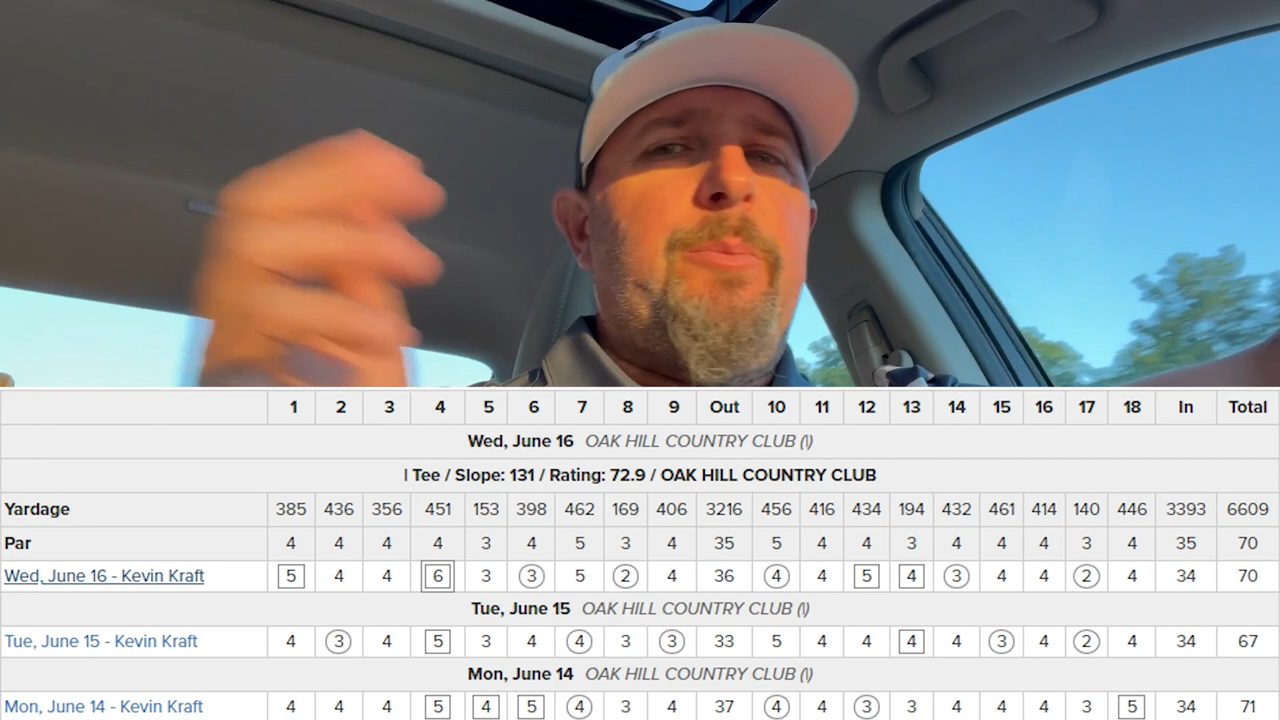 1 2 3 4 5 6 7 8 9 Out 10 11 12 13 14 15 16 17 18 In Total
Wed, June 16 OAK HILL COUNTRY CLUB (\)
I Tee / Slope: 131 / Rating: 72.9 / OAK HILL COUNTRY CLUB
Yardage 385 436 356 451 153 398 462 169 406 3216 456 416 434 194 432 461 414 140 446 3393 6609
Par 4 4 4 4 3 4 5 3 4 35 5 4 4 3 4 4 4 3 4 35 70
Wed, June 16 - Kevin Kraft 5 4 4 6 3 3 5 2 4 36 4 4 5 4 3 4 4 2 4 34 70
Tue, June 15 OAK HILL COUNTRY CLUB (\)
Tue, June 15 - Kevin Kraft 4 3 4 5 3 4 4 3 3 33 5 4 4 4 4 3 4 2 4 34 67
Mon, June 14 OAK HILL COUNTRY CLUB (\)
Mon, June 14 - Kevin Kraft 4 4 4 5 4 5 4 3 4 37 4 4 3 3 4 4 4 3 5 34 71